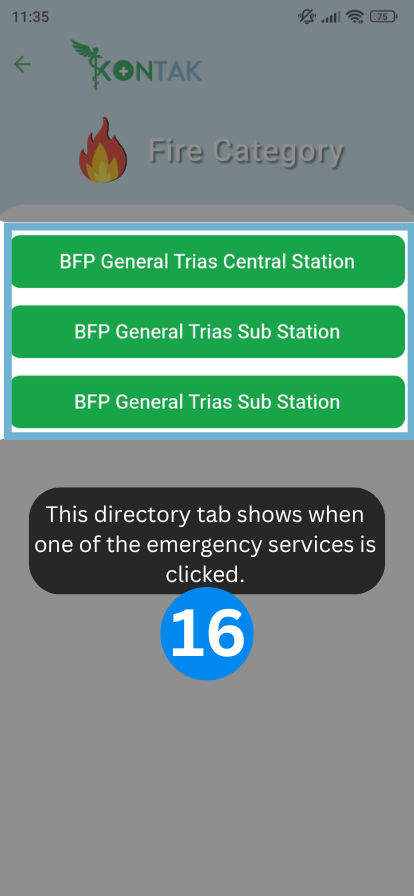 11:35
75
KONTAK
Fire Category
BFP General Trias Central Station
BFP General Trias Sub Station
BFP General Trias Sub Station
This directory tab shows when
one of the emergency services is
clicked.
16